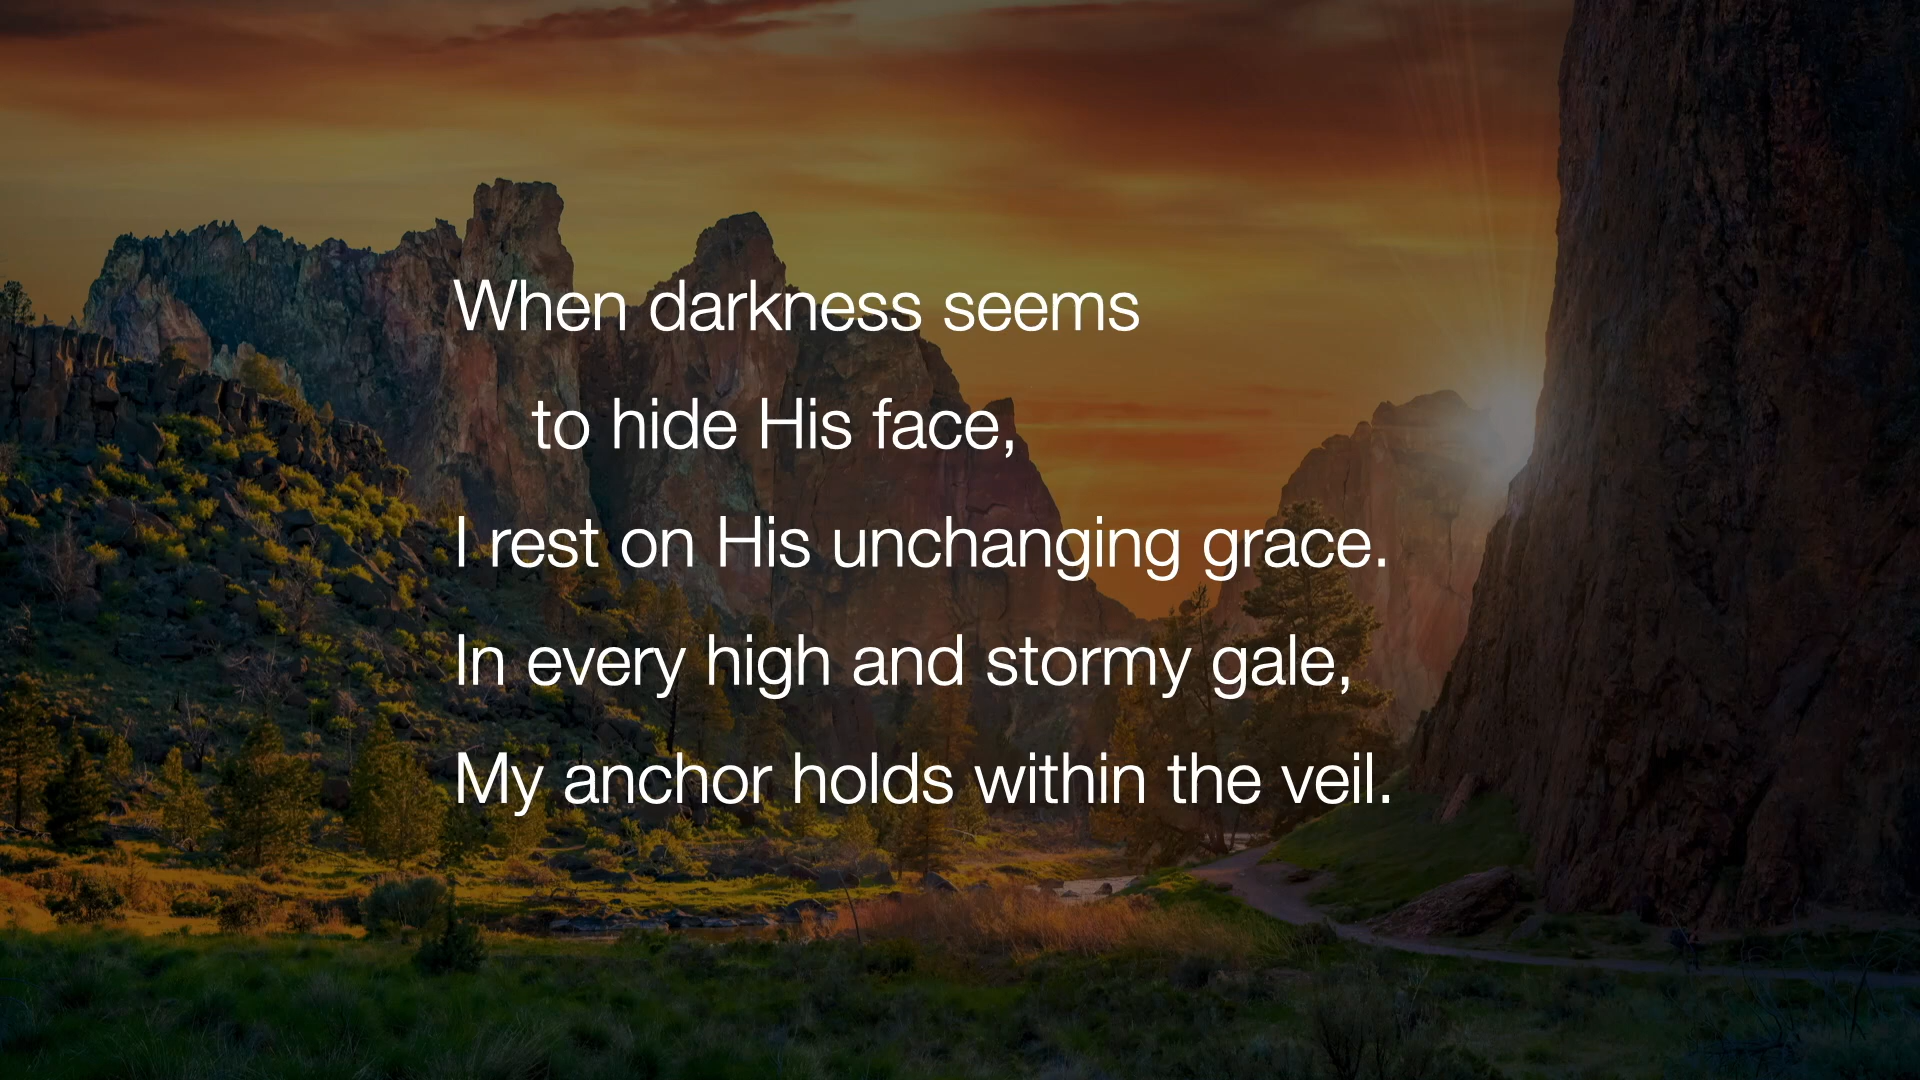 When darkness seems
to hide His face,
I rest on His unchanging grace.
In every high and stormy gale,
My anchor holds within the veil.